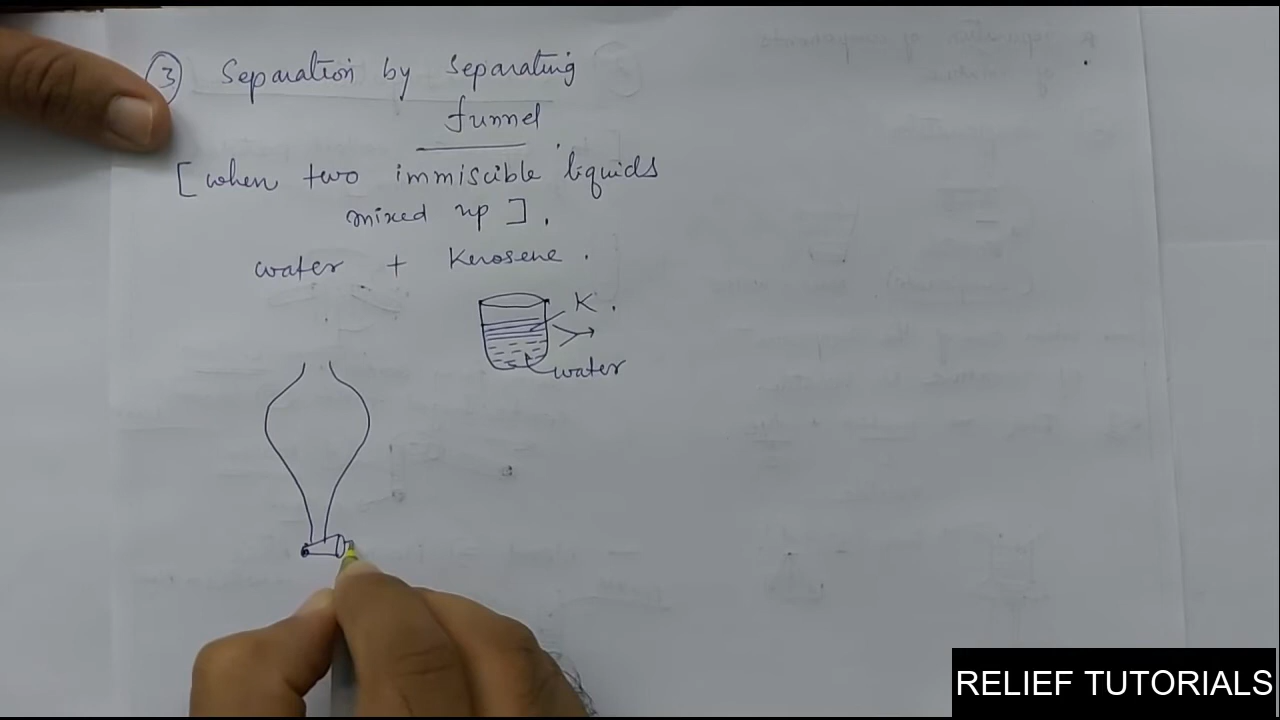 ③ Separation by separating
funnel
[ when two immiscible liquids
mixed up ].
water + Kerosene.
K.
water
RELIEF TUTORIALS